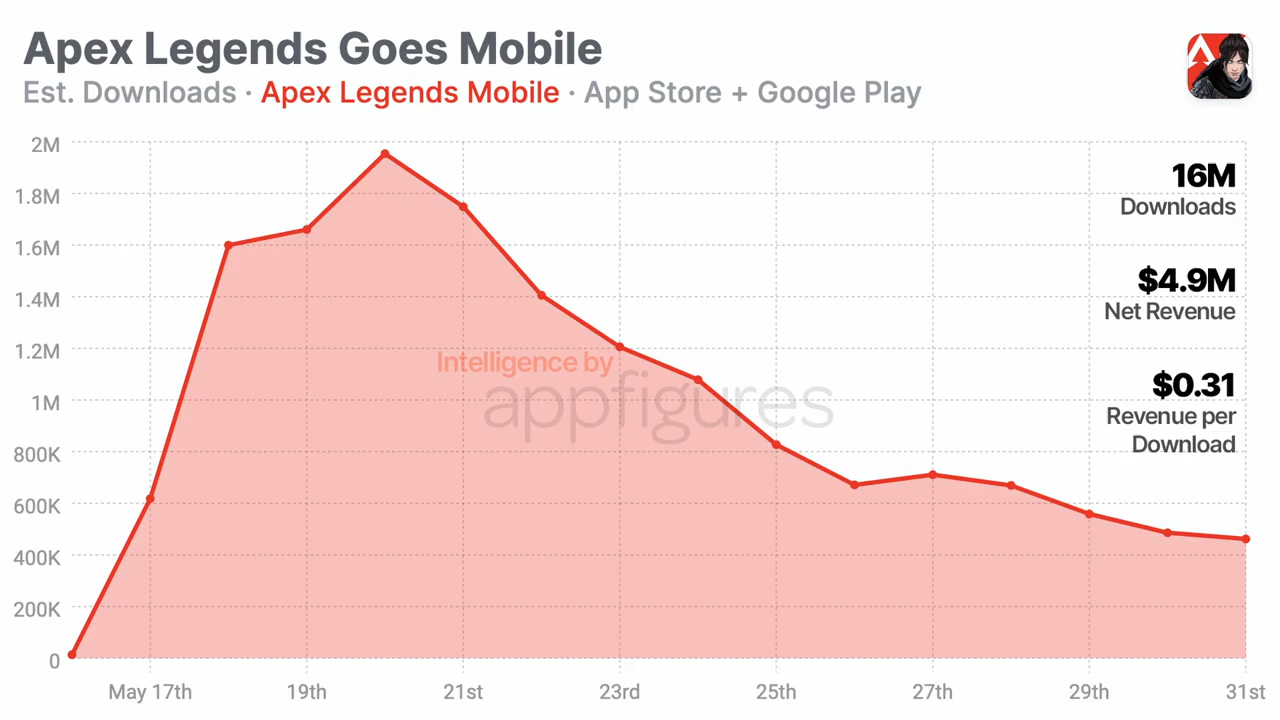 Apex Legends Goes Mobile
Est. Downloads · Apex Legends Mobile · App Store + Google Play
2M
1.8M
1.6M
1.4M
1.2M
1M
800K
600K
400K
200K
0
16M
Downloads
$4.9M
Net Revenue
$0.31
Revenue per
Download
Intelligence by
appfigures
May 17th
19th
21st
23rd
25th
27th
29th
31st